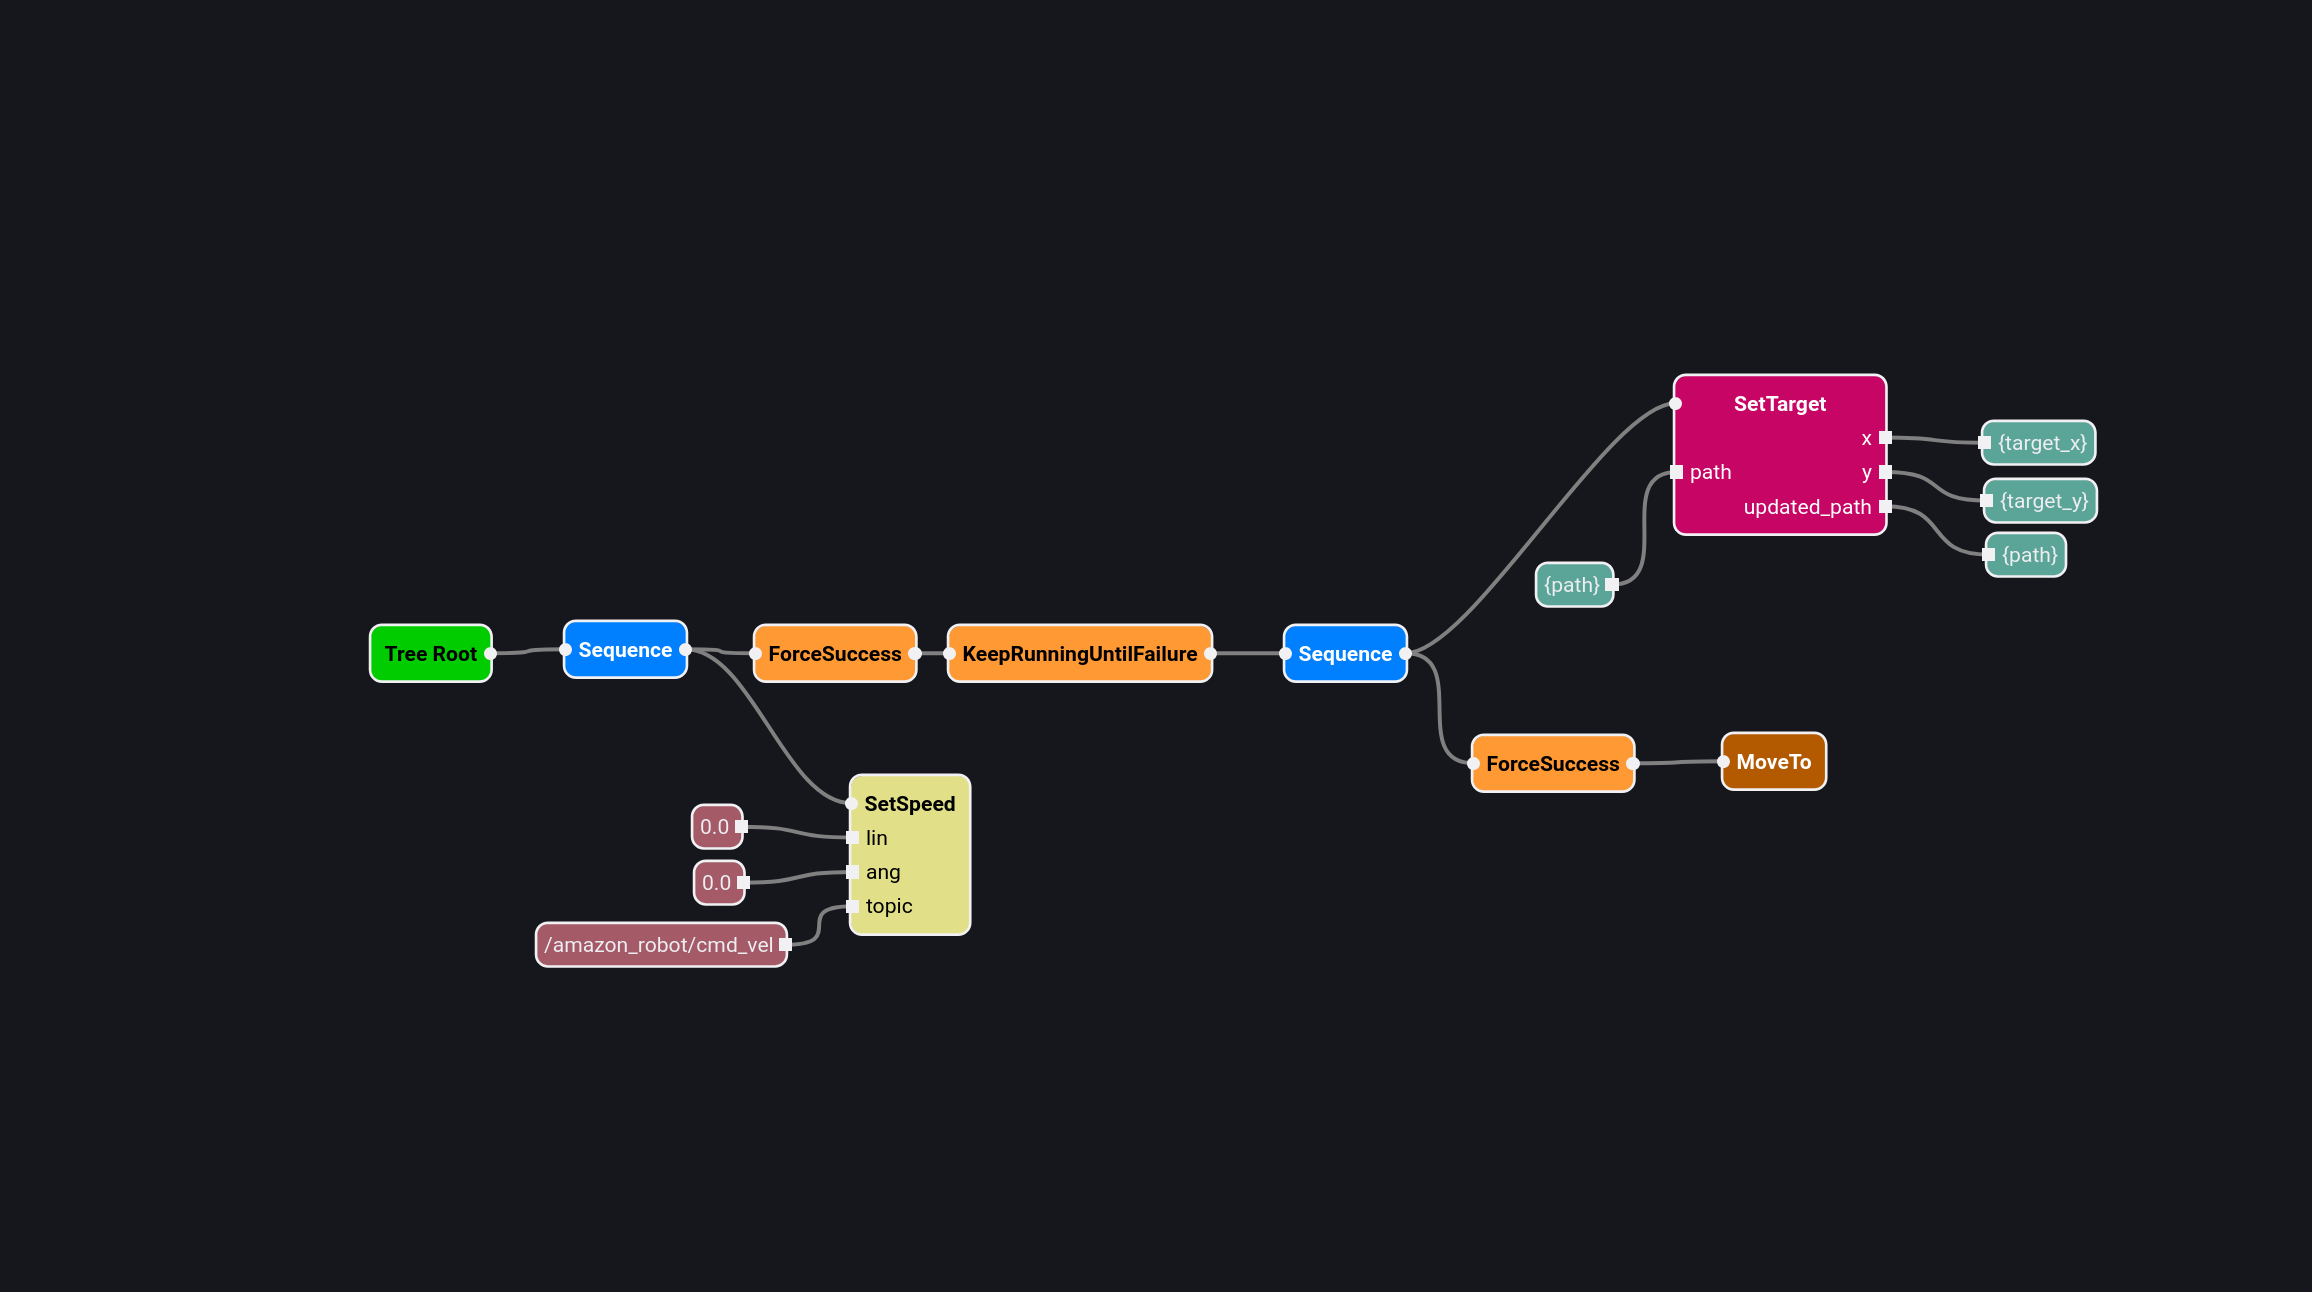 Tree Root
Sequence
ForceSuccess
KeepRunningUntilFailure
Sequence
SetTarget
x
path
y
updated_path
{target_x}
{target_y}
{path}
{path}
ForceSuccess
MoveTo
SetSpeed
lin
ang
topic
0.0
0.0
/amazon_robot/cmd_vel